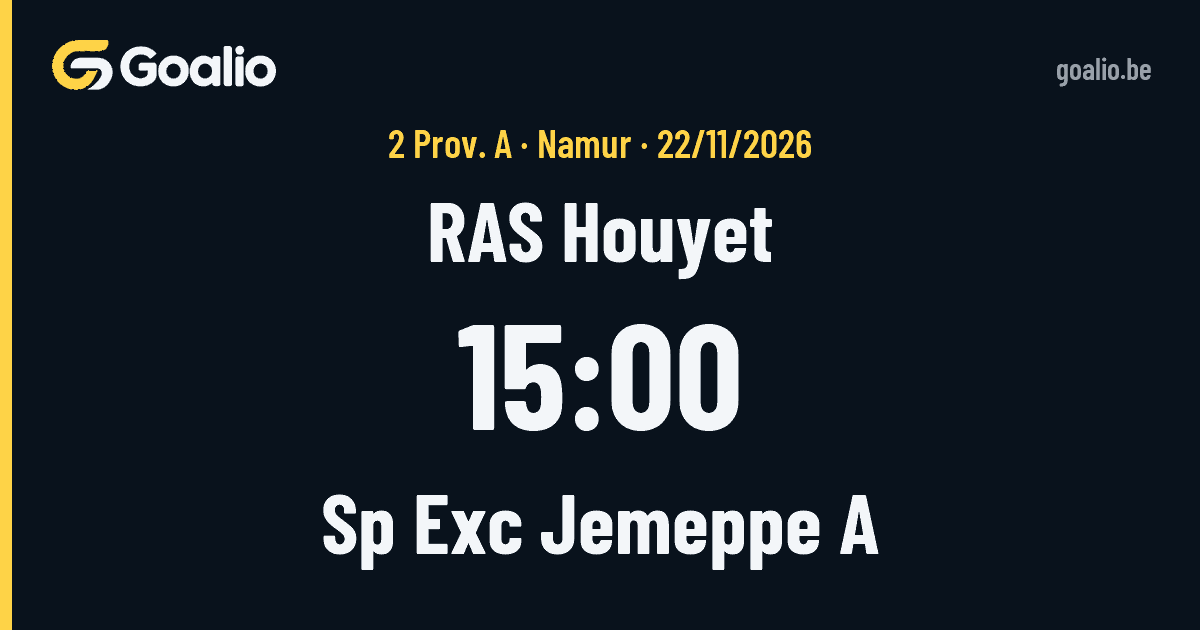 Goalio
goalio.be
2 Prov. A · Namur · 22/11/2026
RAS Houyet
15:00
Sp Exc Jemeppe A